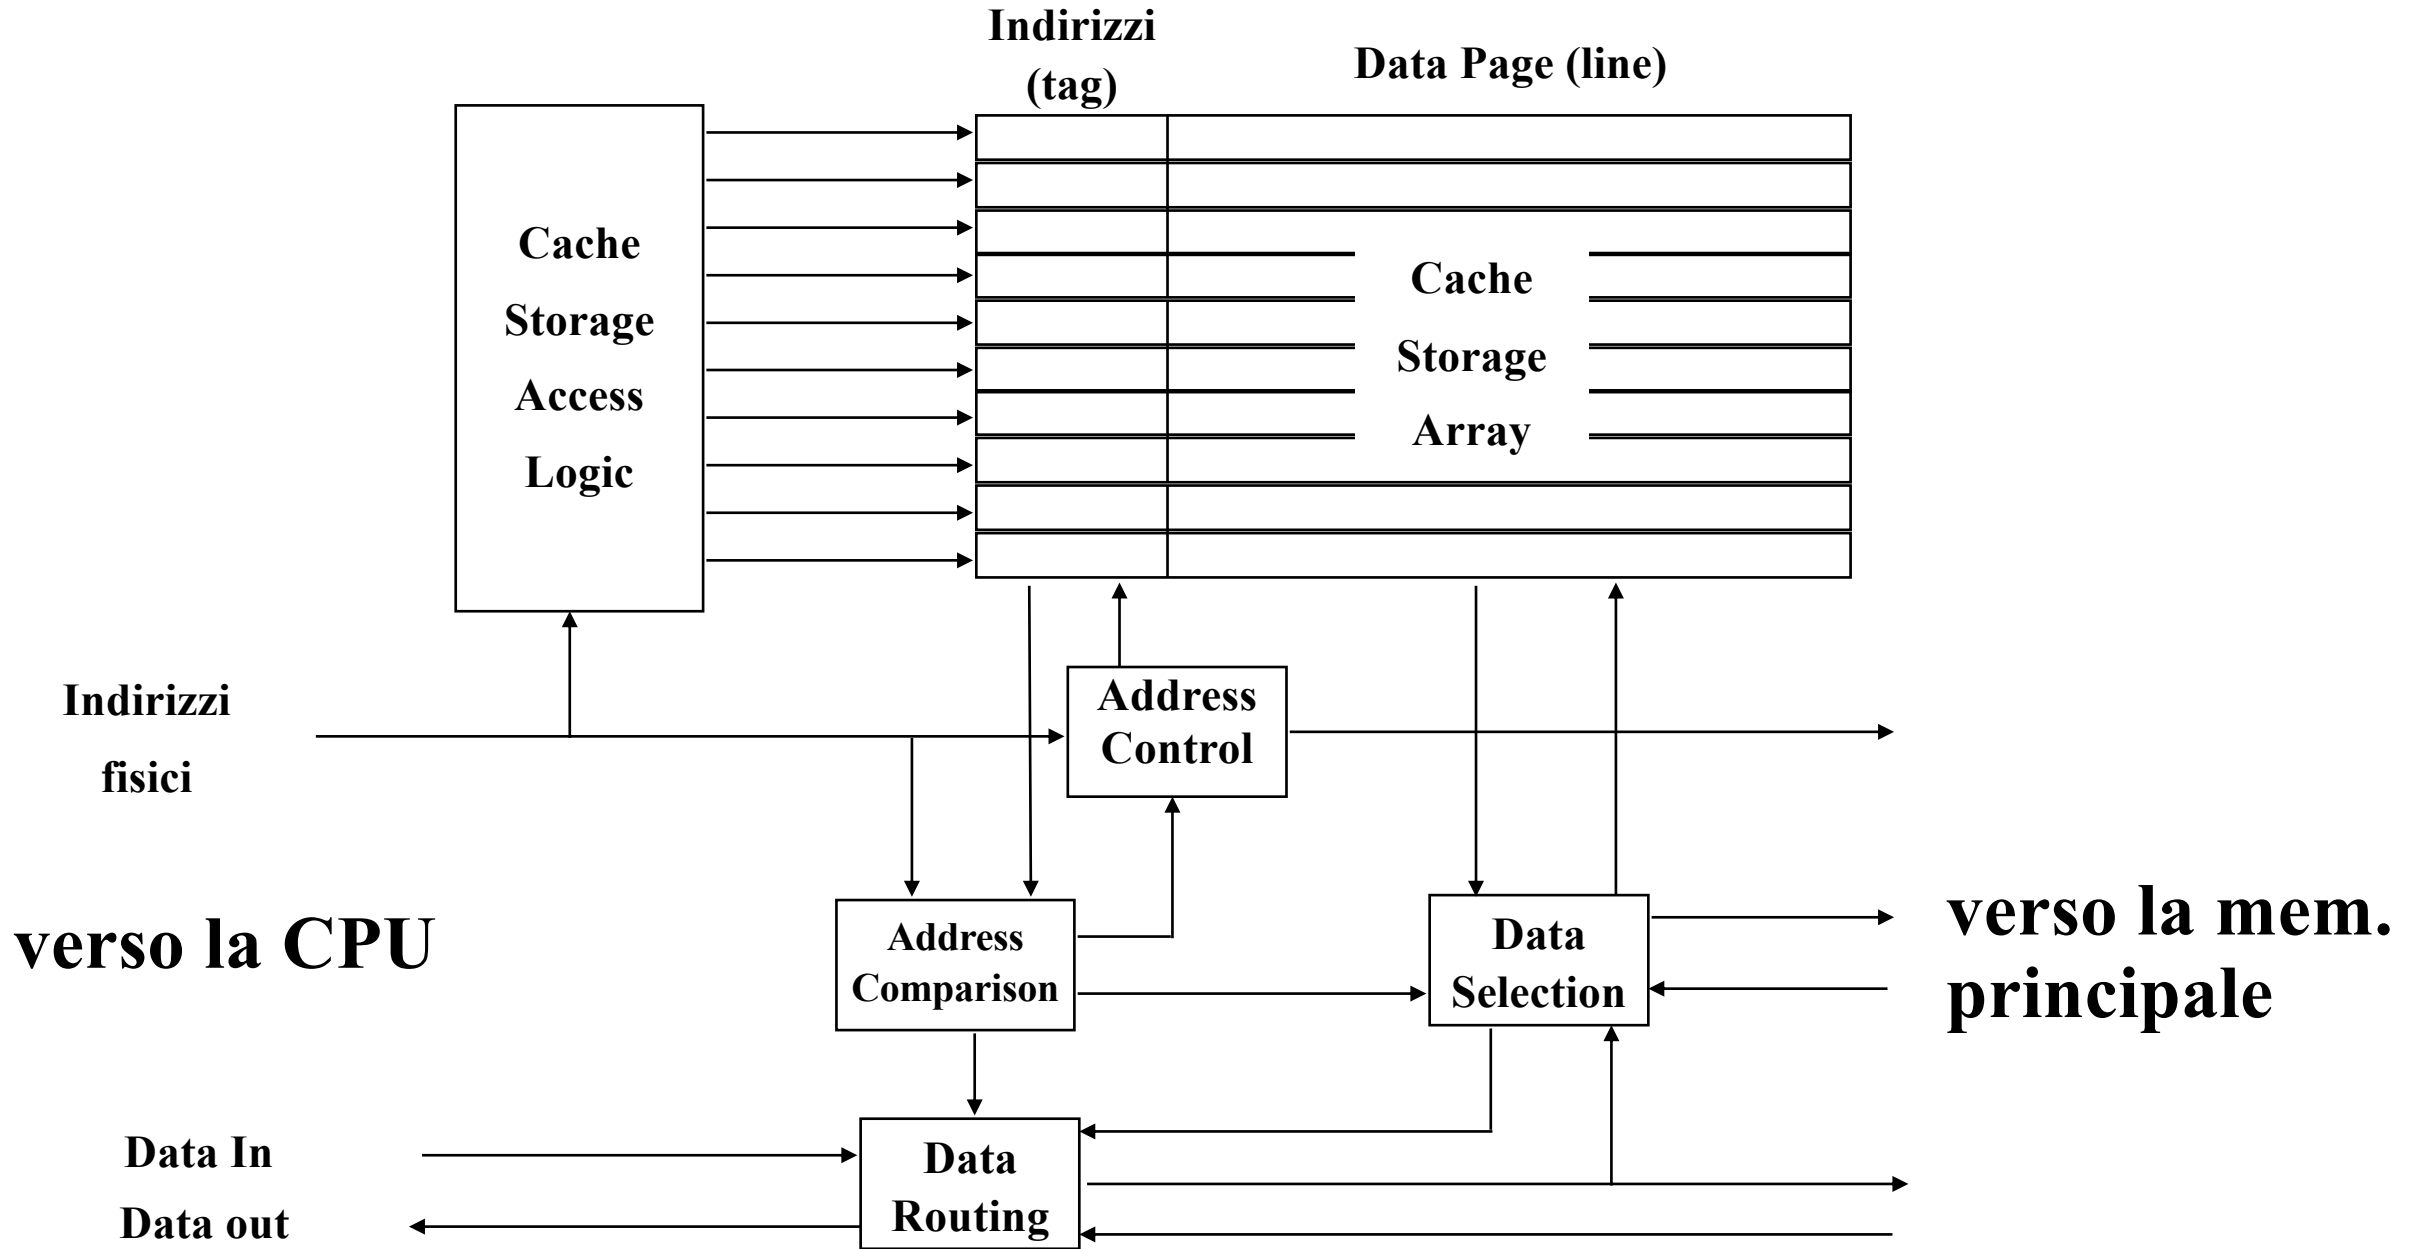 Indirizzi
(tag)
Data Page (line)
Cache
Storage
Access
Logic
Cache
Storage
Array
Indirizzi
fisici
Address
Control
verso la CPU
Address
Comparison
Data
Selection
verso la mem.
principale
Data In
Data out
Data
Routing